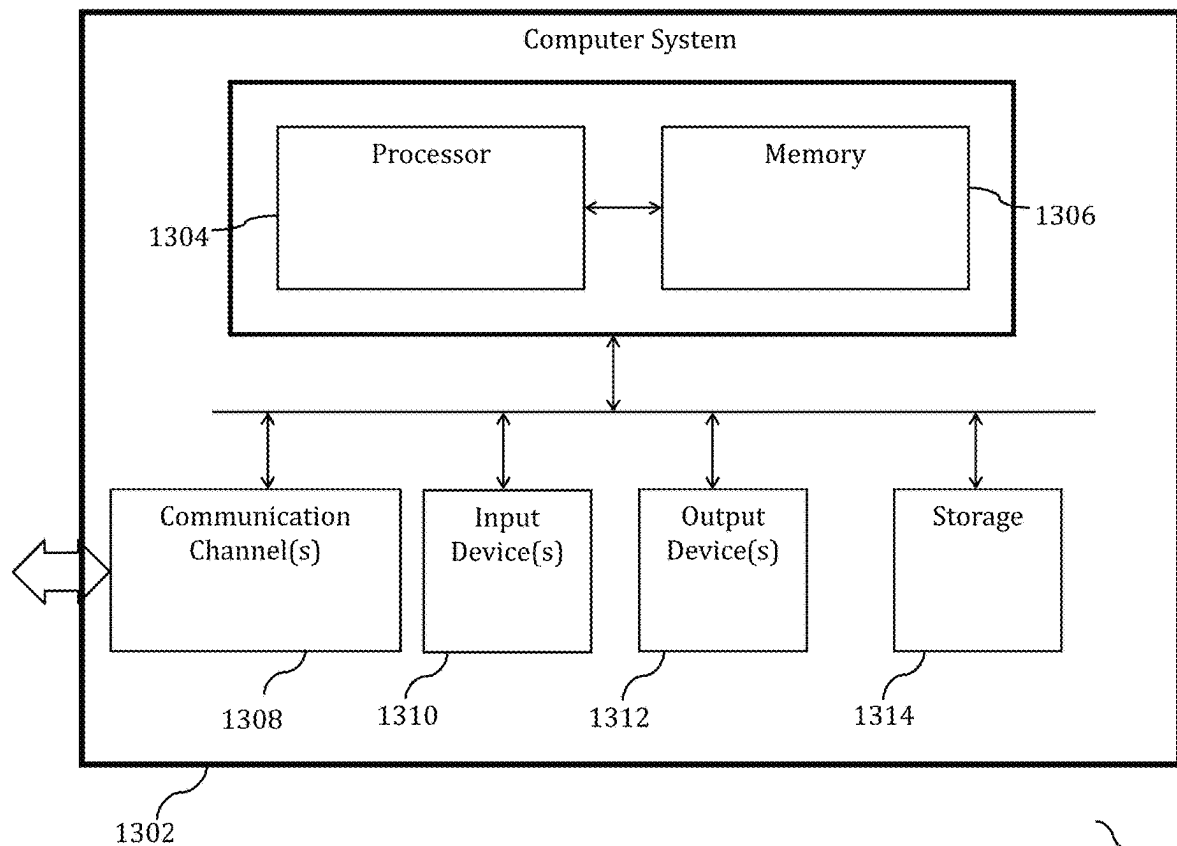 Computer System
Processor
Memory
1304
1306
Communication
Channel(s)
Input
Device(s)
Output
Device(s)
Storage
1308
1310
1312
1314
1302